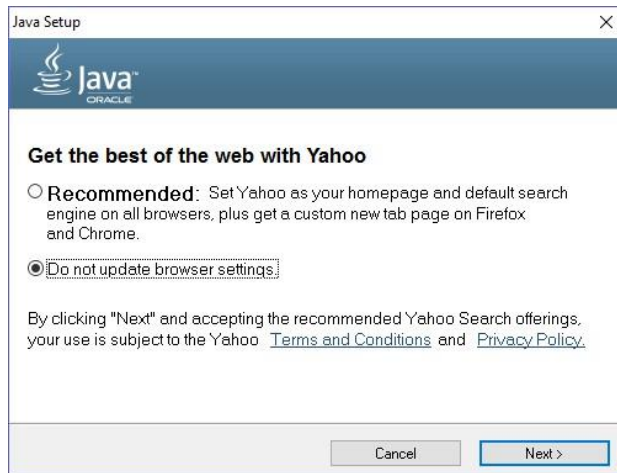 Java Setup
Java™
ORACLE
Get the best of the web with Yahoo
Recommended: Set Yahoo as your homepage and default search
engine on all browsers, plus get a custom new tab page on Firefox
and Chrome.
Do not update browser settings.
By clicking "Next" and accepting the recommended Yahoo Search offerings,
your use is subject to the Yahoo Terms and Conditions and Privacy Policy.
Cancel Next >